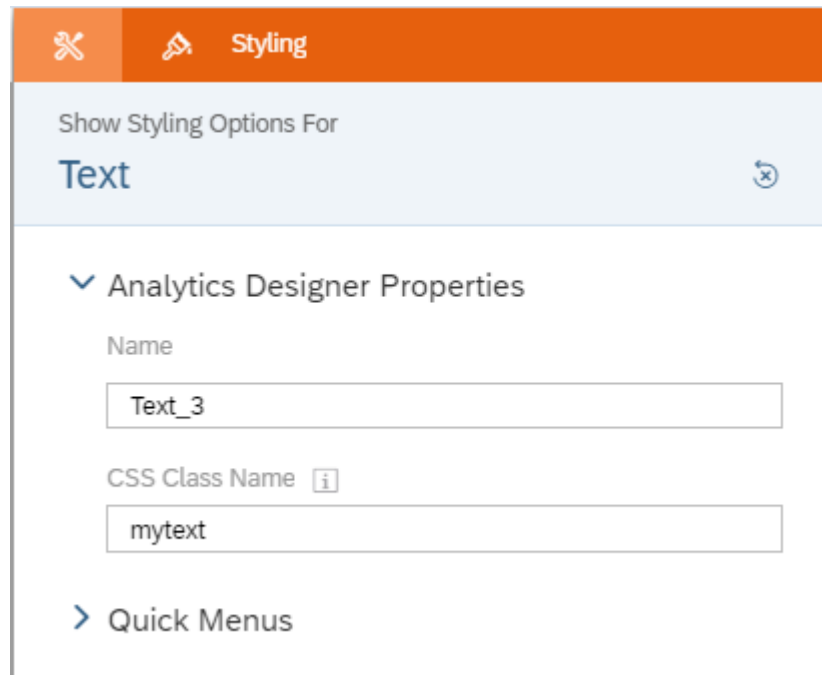 Styling
Show Styling Options For
Text
Analytics Designer Properties
Name
Text_3
CSS Class Name i
mytext
Quick Menus